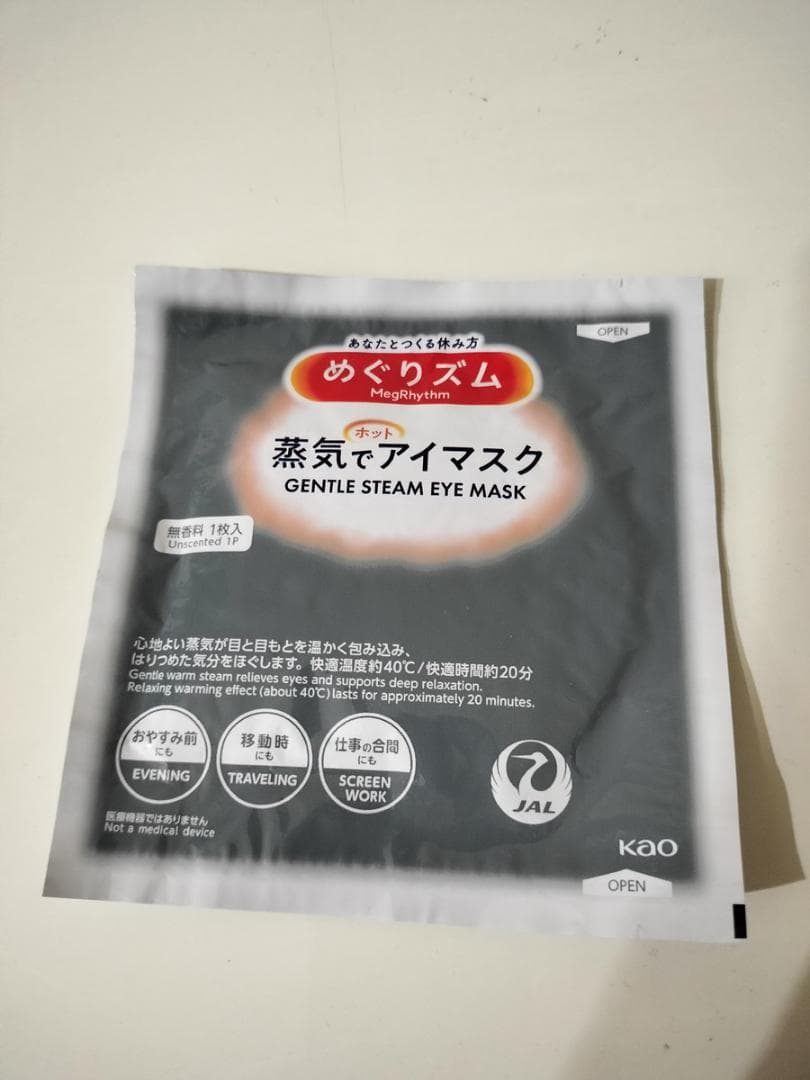 OPEN
あなたとつくる休み方
めぐりズム
MegRhythm
ホット
蒸気でアイマスク
GENTLE STEAM EYE MASK
無香料 1枚入
Unscented 1P
心地よい蒸気が目と目もとを温かく包み込み、
はりつめた気分をほぐします。快適温度約40℃/快適時間約20分
Gentle warm steam relieves eyes and supports deep relaxation.
Relaxing warming effect (about 40℃) lasts for approximately 20 minutes.
おやすみ前
にも
EVENING
移動時
にも
TRAVELING
仕事の合間
にも
SCREEN
WORK
JAL
医療機器ではありません
Not a medical device
Kao
OPEN